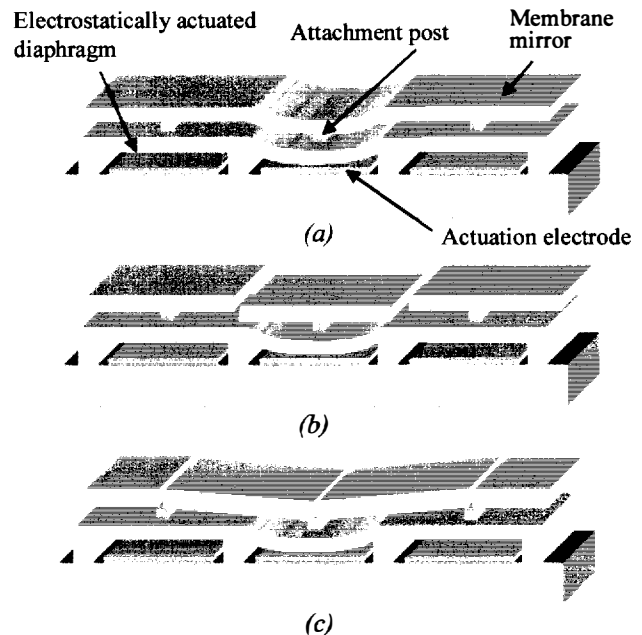 Electrostatically actuated
diaphragm
Attachment post
Membrane
mirror
(a)
Actuation electrode
(b)
(c)